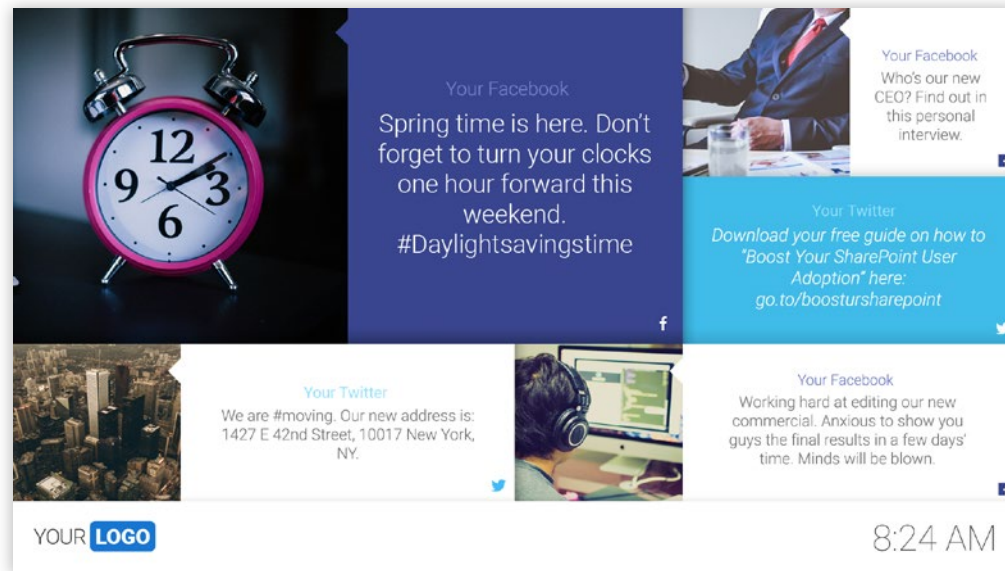 12
9
3
6
Your Facebook
Spring time is here. Don't
forget to turn your clocks
one hour forward this
weekend.
#Daylightsavingstime
Your Facebook
Who's our new
CEO? Find out in
this personal
interview.
Your Twitter
Download your free guide on how to
"Boost Your SharePoint User
Adoption" here:
go.to/boostursharepoint
Your Twitter
We are #moving. Our new address is:
1427 E 42nd Street, 10017 New York,
NY.
Your Facebook
Working hard at editing our new
commercial. Anxious to show you
guys the final results in a few days'
time. Minds will be blown.
YOUR LOGO
8:24 AM